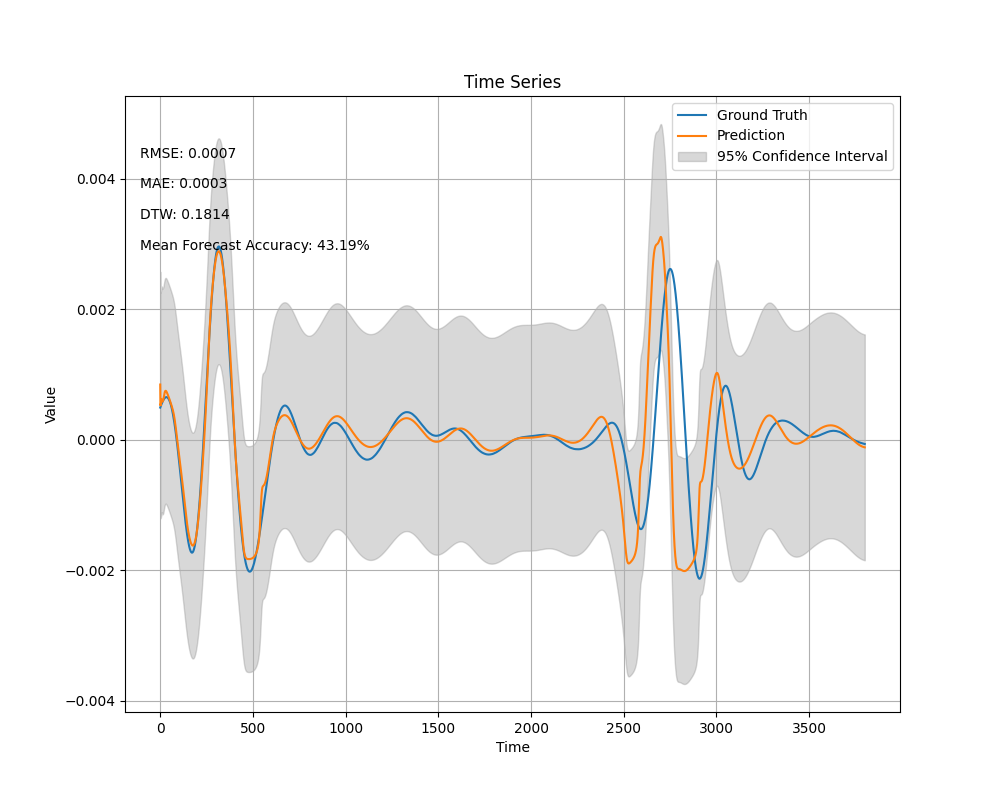 Time Series
Ground Truth
Prediction
95% Confidence Interval
RMSE: 0.0007
MAE: 0.0003
DTW: 0.1814
Mean Forecast Accuracy: 43.19%
Value
0.004
0.002
0.000
−0.002
−0.004
0
500
1000
1500
2000
2500
3000
3500
Time